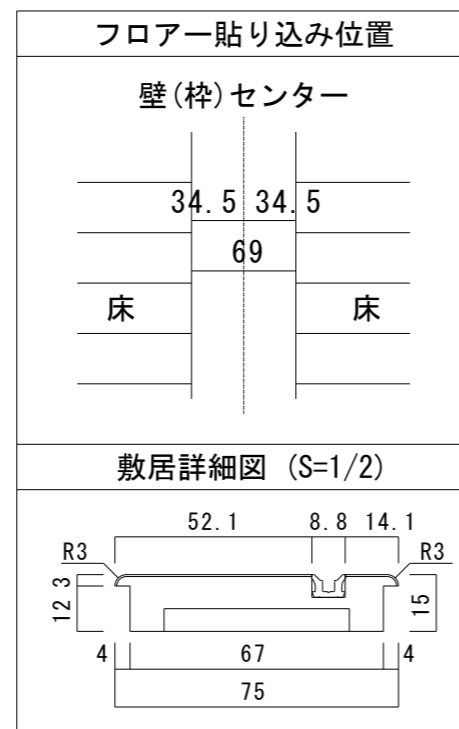 フロアー貼り込み位置
壁(枠)センター
34.5 34.5
69
床 床
敷居詳細図 (S=1/2)
52.1 8.8 14.1
R3 R3
3
12 15
4 67 4
75